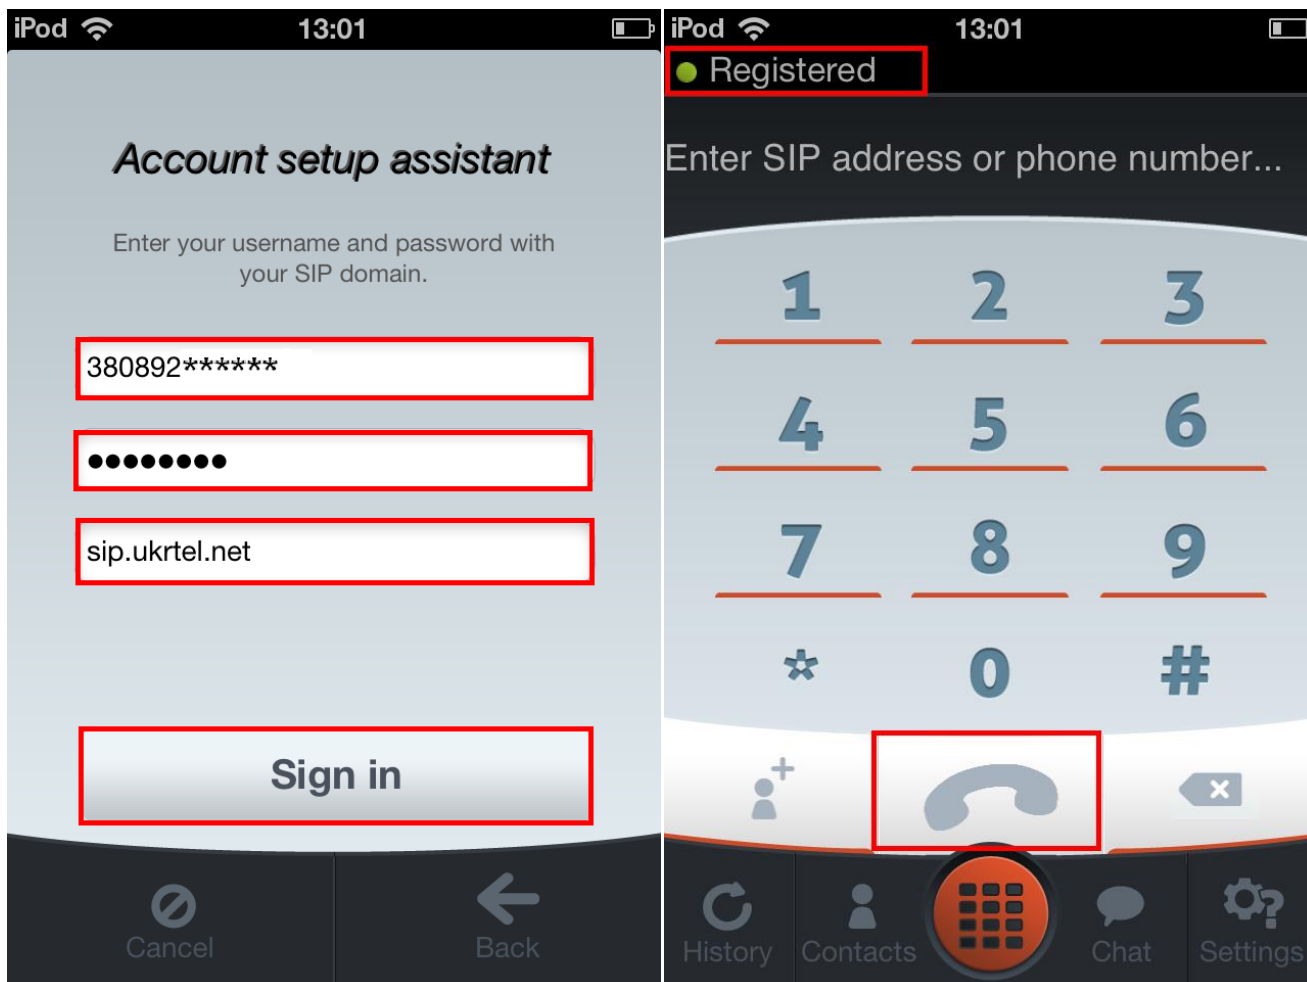 iPod 13:01
Account setup assistant
Enter your username and password with
your SIP domain.
380892******
●●●●●●●●
sip.ukrtel.net
Sign in
Cancel Back
iPod 13:01
Registered
Enter SIP address or phone number...
1 2 3
4 5 6
7 8 9
* 0 #
History Contacts Chat Settings